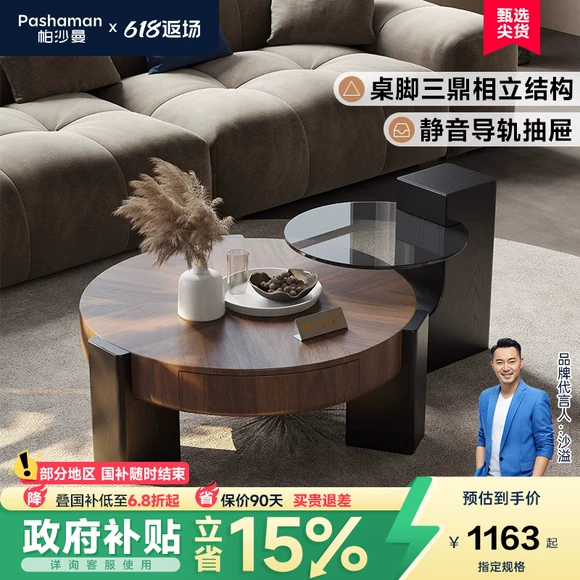 Pashaman
帕沙曼
x 618返场
甄选
尖货
桌脚三鼎相立结构
静音导轨抽屉
品牌代言人：沙溢
部分地区 国补随时结束
降 叠国补低至6.8折起
省 保价90天 买贵退差
政府补贴
详询客服使用
立省15%
预估到手价
¥ 1163 起
指定规格